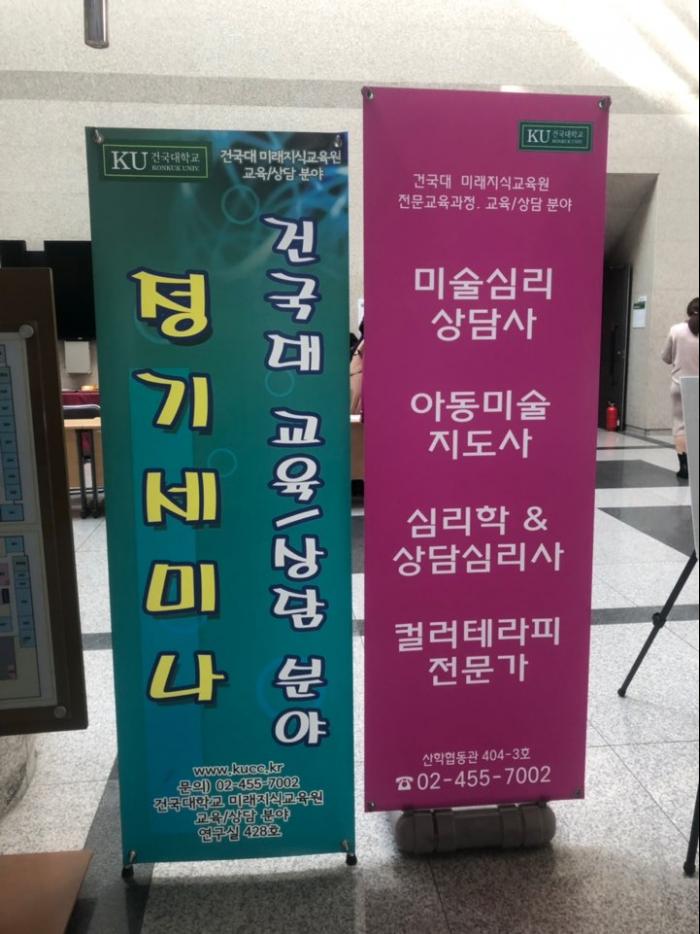 KU 건국대학교
KONKUK UNIV.
건국대 미래지식교육원
교육/상담 분야
건국대 교육/상담 분야
정기세미나
www.kucc.kr
문의) 02-455-7002
건국대학교 미래지식교육원
교육/상담 분야
연구실 428호
KU 건국대학교
KONKUK UNIV.
건국대 미래지식교육원
전문교육과정. 교육/상담 분야
미술심리
상담사
아동미술
지도사
심리학 &
상담심리사
컬러테라피
전문가
산학협동관 404-3호
☎02-455-7002